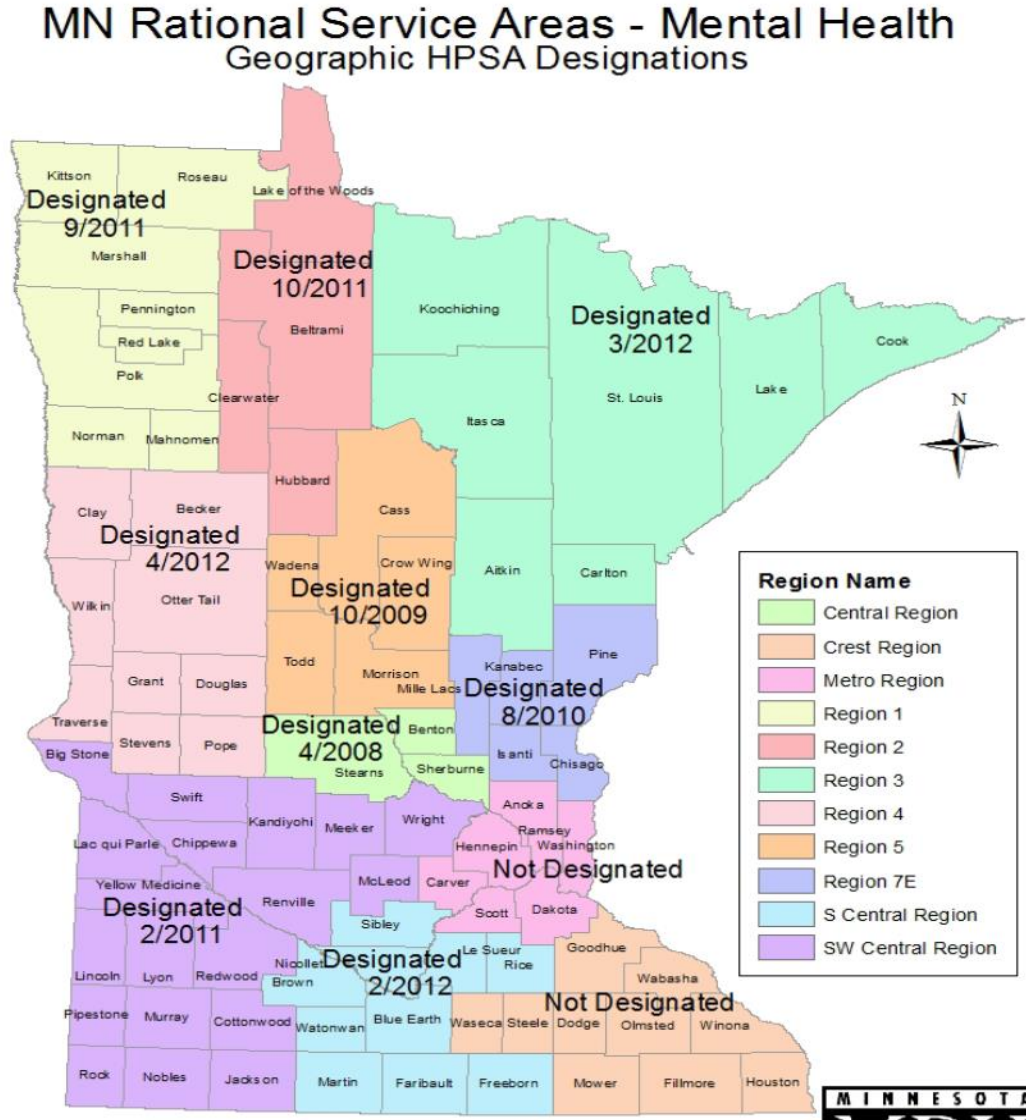 MN Rational Service Areas - Mental Health
Geographic HPSA Designations
Kittson
Roseau
Lake of the Woods
Designated
9/2011
Marshall
Designated
10/2011
Pennington
Red Lake
Polk
Beltrami
Clearwater
Koochiching
Designated
3/2012
Cook
Lake
St. Louis
Itasca
N
Norman
Mahnomen
Hubbard
Cass
Clay
Becker
Designated
4/2012
Wadena
Crow Wing
Designated
10/2009
Aitkin
Carlton
Wilkin
Otter Tail
Todd
Morrison
Mille Lacs
Kanabec
Pine
Designated
8/2010
Grant
Douglas
Traverse
Stevens
Pope
Designated
4/2008
Stearns
Benton
Sherburne
Isanti
Chisago
Big Stone
Swift
Kandiyohi
Meeker
Wright
Anoka
Ramsey
Hennepin
Washington
Not Designated
Lac qui Parle
Chippewa
McLeod
Carver
Scott
Dakota
Yellow Medicine
Designated
2/2011
Renville
Sibley
Le Sueur
Rice
Goodhue
Wabasha
Lincoln
Lyon
Redwood
Nicollet
Brown
Designated
2/2012
Not Designated
Pipestone
Murray
Cottonwood
Watonwan
Blue Earth
Waseca
Steele
Dodge
Olmsted
Winona
Rock
Nobles
Jackson
Martin
Faribault
Freeborn
Mower
Fillmore
Houston
Region Name
Central Region
Crest Region
Metro Region
Region 1
Region 2
Region 3
Region 4
Region 5
Region 7E
S Central Region
SW Central Region
MINNESOTA